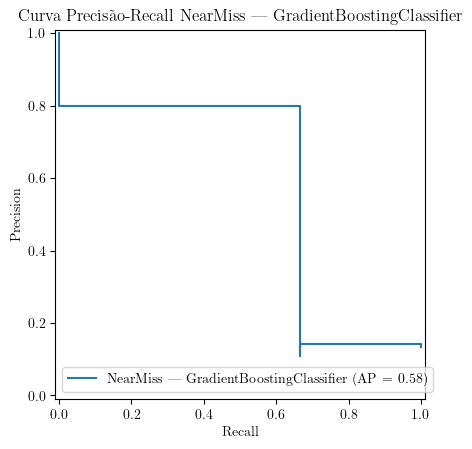 Curva Precisão-Recall NearMiss — GradientBoostingClassifier
1.0
0.8
0.6
0.4
0.2
0.0
Precision
NearMiss — GradientBoostingClassifier (AP = 0.58)
0.0 0.2 0.4 0.6 0.8 1.0
Recall